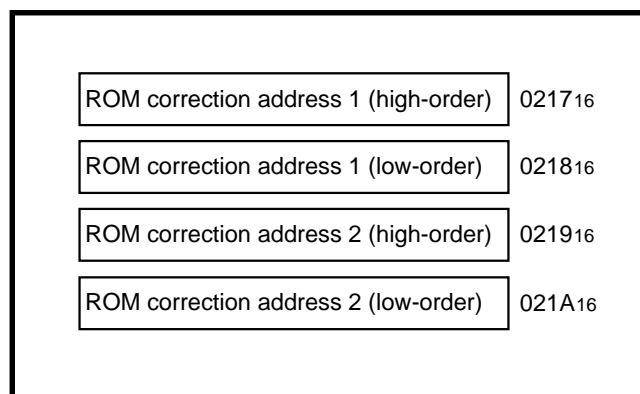 ROM correction address 1 (high-order) 0217₁₆
ROM correction address 1 (low-order) 0218₁₆
ROM correction address 2 (high-order) 0219₁₆
ROM correction address 2 (low-order) 021A₁₆